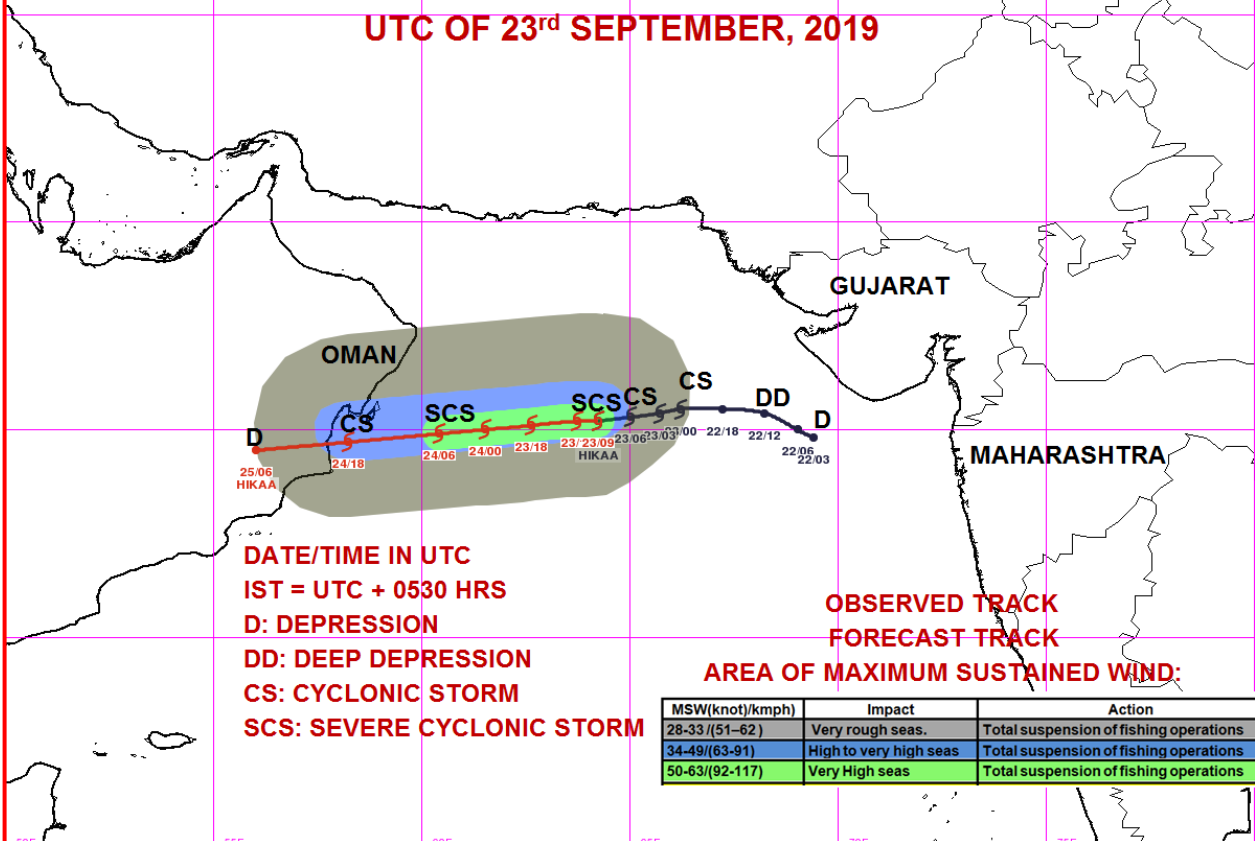 UTC OF 23rd SEPTEMBER, 2019
GUJARAT
OMAN
CS
SCS CS
DD
CS SCS
D
D
22/18 22/12
23/06 23/03
24/18 24/06 24/00 23/18 23/09
22/06
22/03
HIKAA
25/06
HIKAA
MAHARASHTRA
DATE/TIME IN UTC
IST = UTC + 0530 HRS
D: DEPRESSION
DD: DEEP DEPRESSION
CS: CYCLONIC STORM
SCS: SEVERE CYCLONIC STORM
OBSERVED TRACK
FORECAST TRACK
AREA OF MAXIMUM SUSTAINED WIND:
MSW(knot)/kmph) Impact Action
28-33/(51–62 ) Very rough seas. Total suspension of fishing operations
34-49/(63-91) High to very high seas Total suspension of fishing operations
50-63/(92-117) Very High seas Total suspension of fishing operations